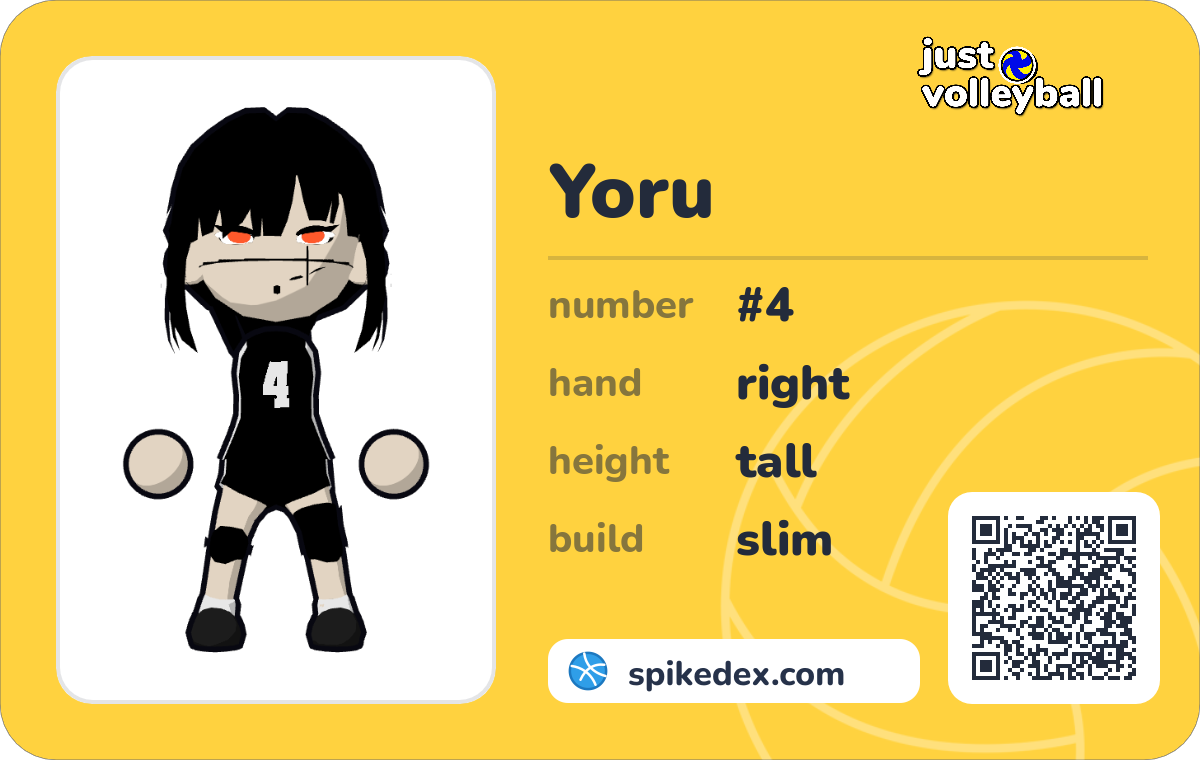 just
volleyball
Yoru
number #4
hand right
height tall
build slim
4
spikedex.com